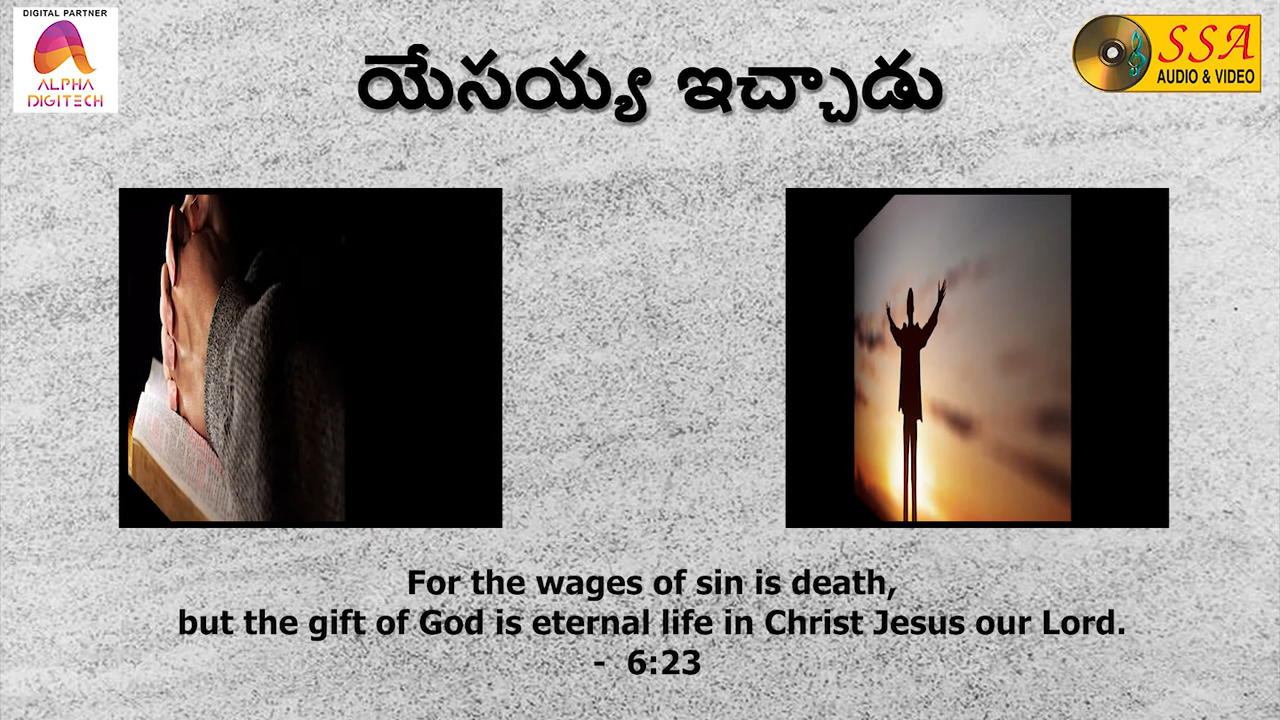 DIGITAL PARTNER
ALPHA
DIGITECH
యేసయ్య ఇచ్చాడు
SSA
AUDIO & VIDEO
For the wages of sin is death,
but the gift of God is eternal life in Christ Jesus our Lord.
- 6:23